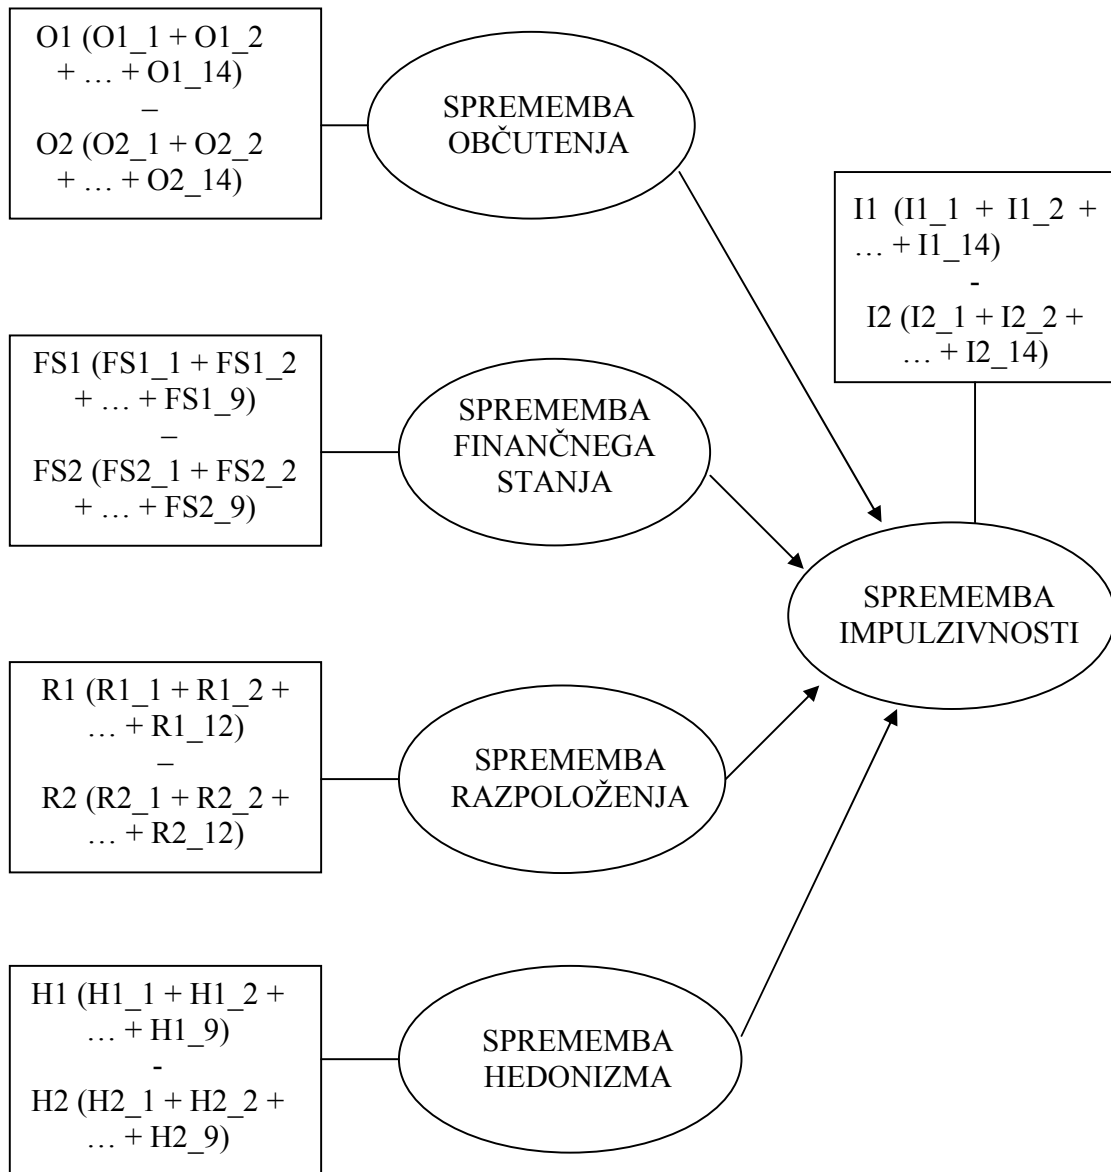 O1 (O1_1 + O1_2
+ … + O1_14)
–
O2 (O2_1 + O2_2
+ … + O2_14)
SPREMEMBA
OBČUTENJA
I1 (I1_1 + I1_2 +
… + I1_14)
-
I2 (I2_1 + I2_2 +
… + I2_14)
FS1 (FS1_1 + FS1_2
+ … + FS1_9)
–
FS2 (FS2_1 + FS2_2
+ … + FS2_9)
SPREMEMBA
FINANČNEGA
STANJA
SPREMEMBA
IMPULZIVNOSTI
R1 (R1_1 + R1_2 +
… + R1_12)
–
R2 (R2_1 + R2_2 +
… + R2_12)
SPREMEMBA
RAZPOLOŽENJA
H1 (H1_1 + H1_2 +
… + H1_9)
-
H2 (H2_1 + H2_2 +
… + H2_9)
SPREMEMBA
HEDONIZMA